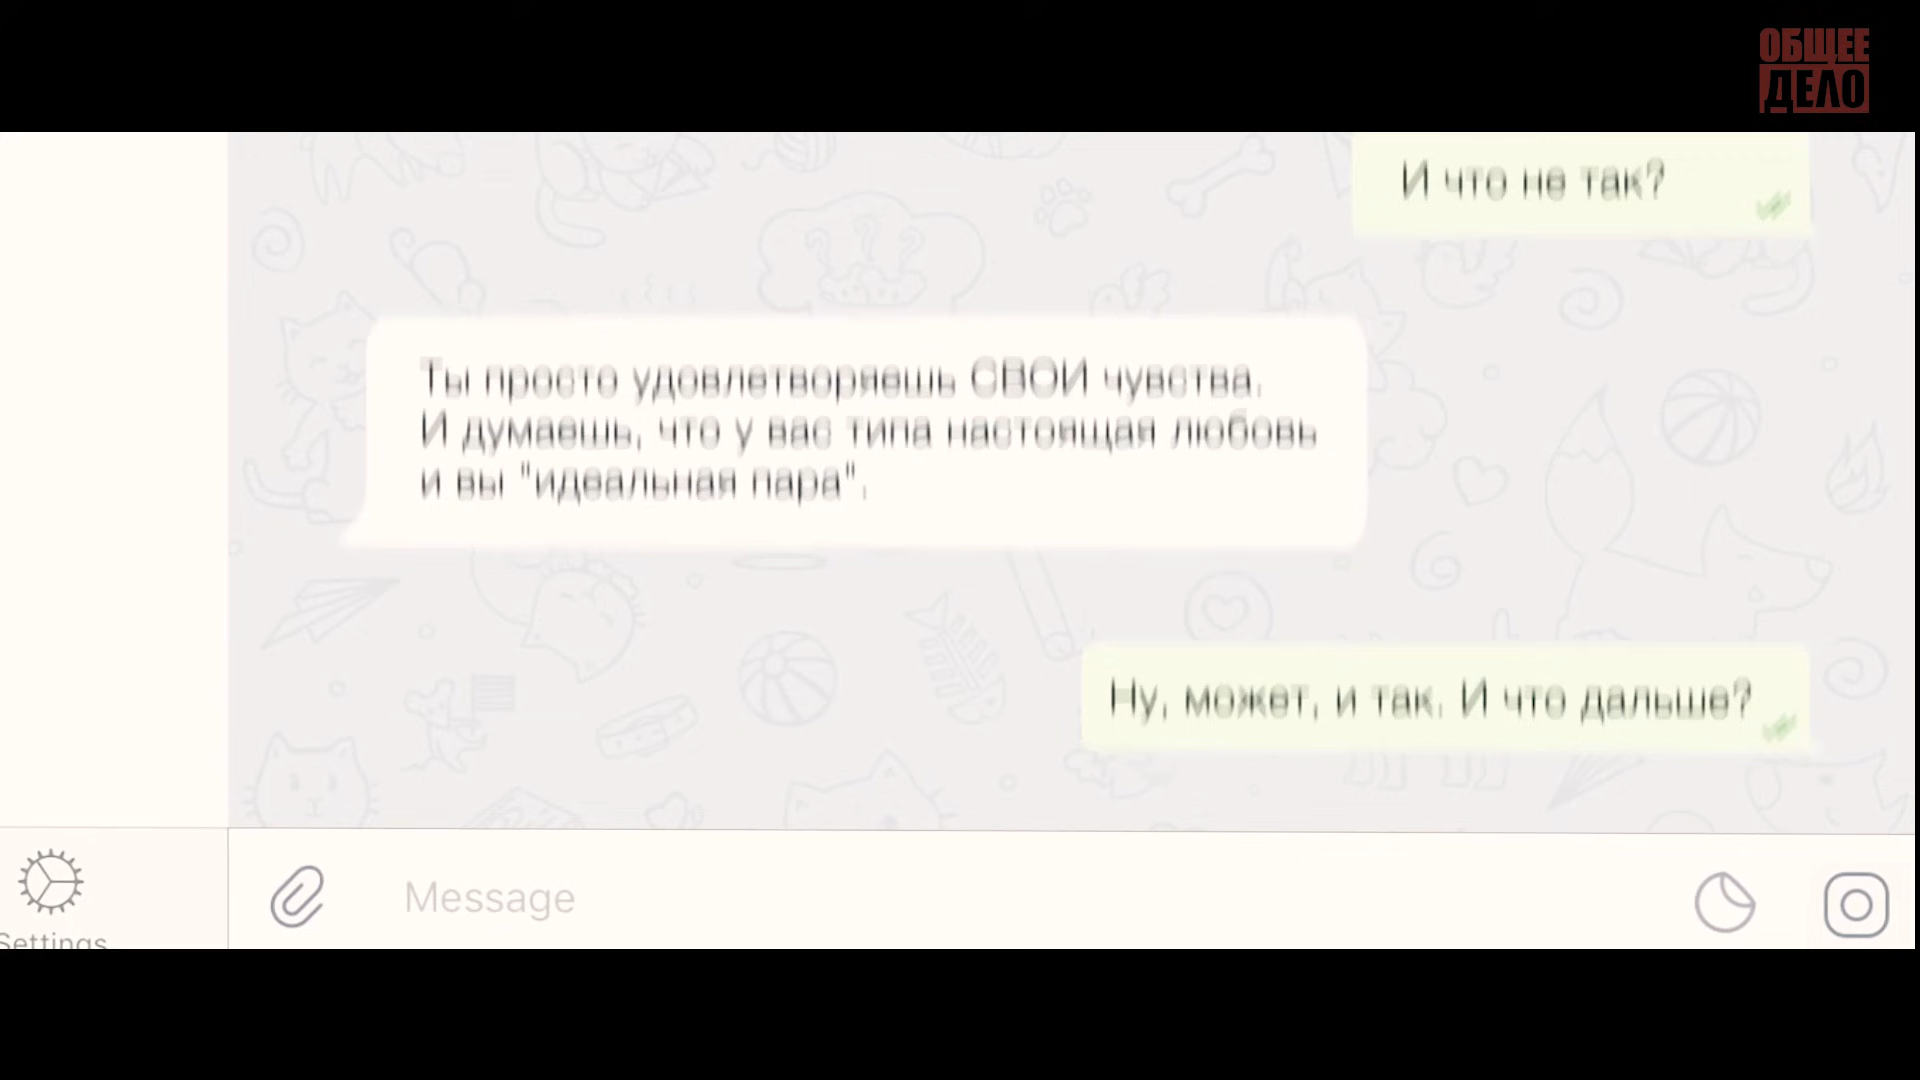 ОБЩЕЕ
ДЕЛО
И что не так?
Ты просто удовлетворяешь СВОИ чувства.
И думаешь, что у вас типа настоящая любовь
и вы "идеальная пара".
Ну, может, и так. И что дальше?
Message
Settings